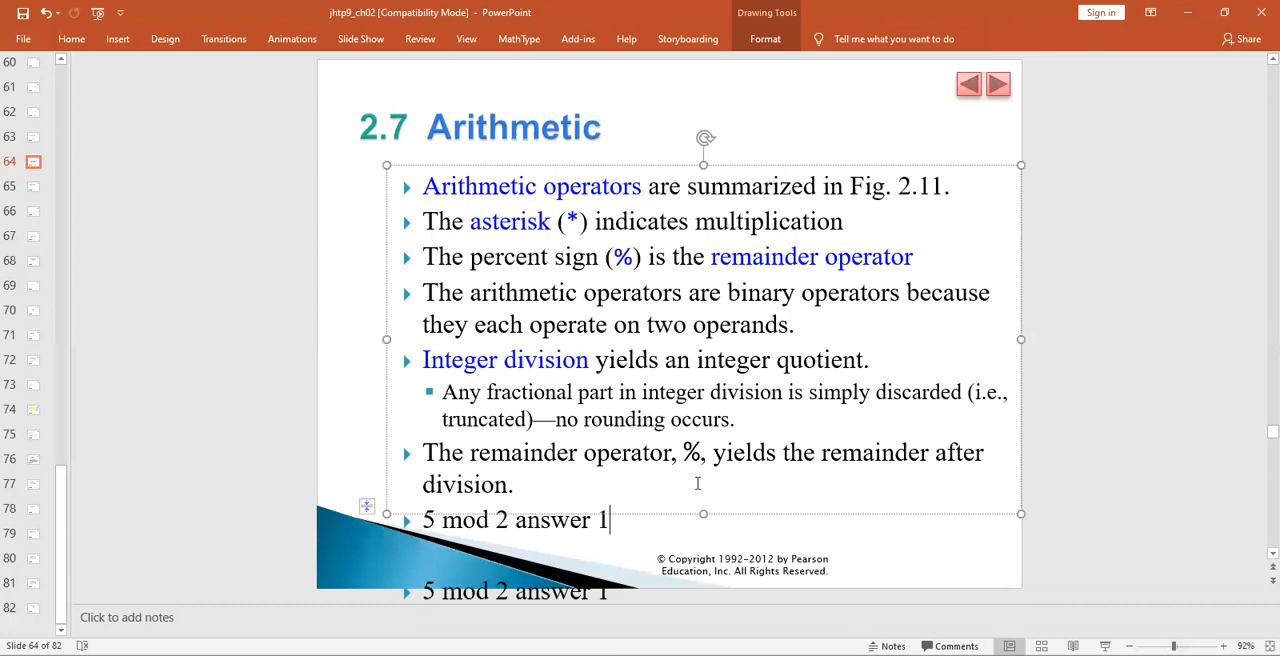 jhtp9_ch02 [Compatibility Mode] - PowerPoint
Drawing Tools
Sign in
File Home Insert Design Transitions Animations Slide Show Review View MathType Add-ins Help Storyboarding Format Tell me what you want to do Share
60
61
62
63
64
65
66
67
68
69
70
71
72
73
74
75
76
77
78
79
80
81
82
2.7 Arithmetic
Arithmetic operators are summarized in Fig. 2.11.
The asterisk (*) indicates multiplication
The percent sign (%) is the remainder operator
The arithmetic operators are binary operators because
they each operate on two operands.
Integer division yields an integer quotient.
Any fractional part in integer division is simply discarded (i.e.,
truncated)—no rounding occurs.
The remainder operator, %, yields the remainder after
division.
5 mod 2 answer 1
© Copyright 1992-2012 by Pearson
Education, Inc. All Rights Reserved.
5 mod 2 answer 1
Click to add notes
Slide 64 of 82 Notes Comments 92%